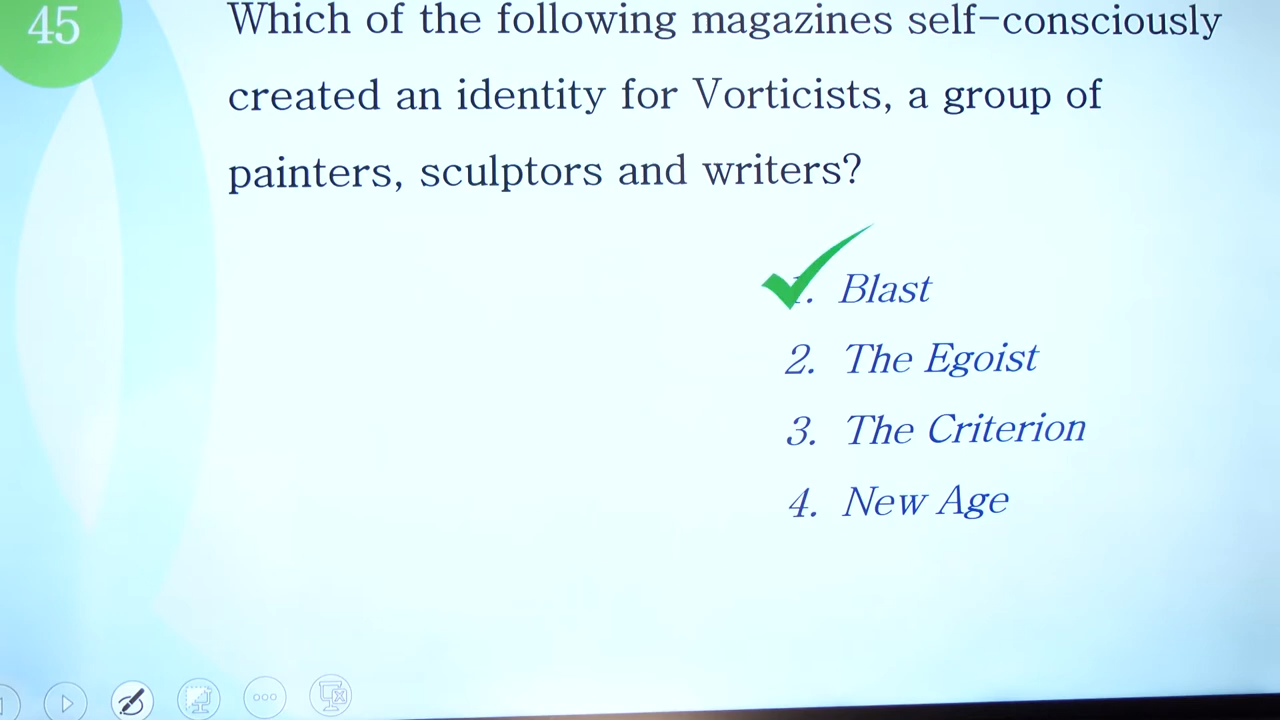 45
Which of the following magazines self-consciously
created an identity for Vorticists, a group of
painters, sculptors and writers?
1. Blast
2. The Egoist
3. The Criterion
4. New Age